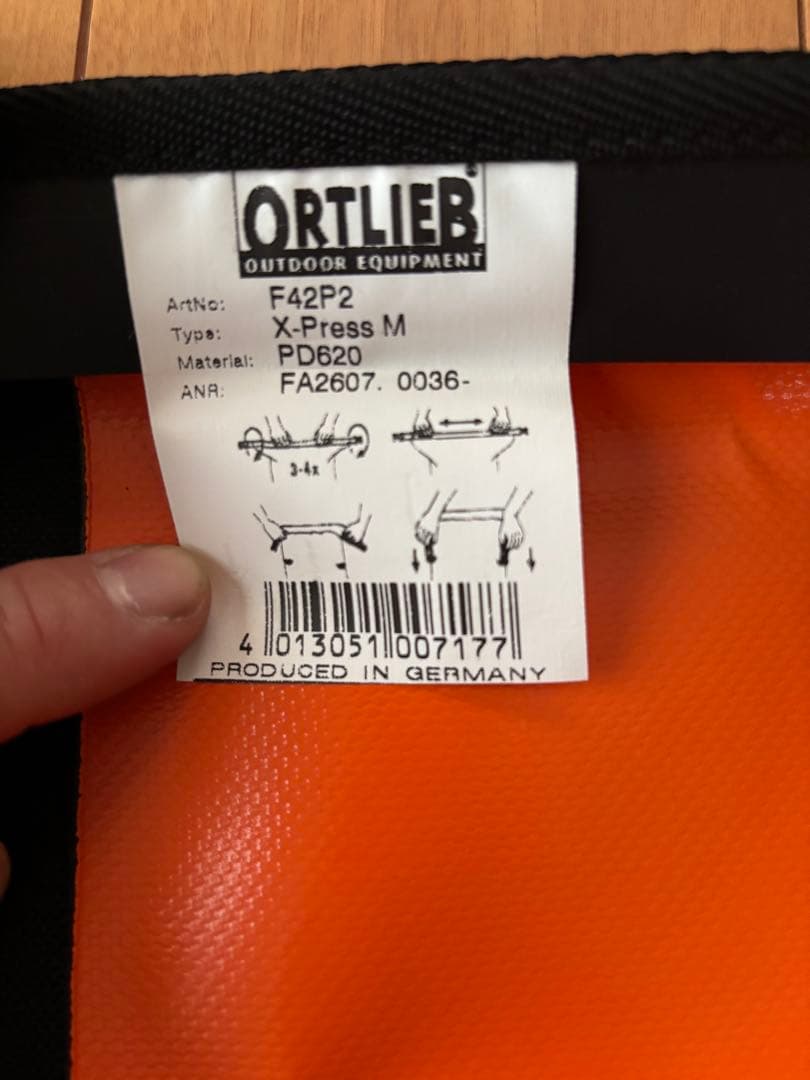 ORTLIEB
OUTDOOR EQUIPMENT
ArtNo: F42P2
Type: X-Press M
Material: PD620
ANR: FA2607. 0036-
3-4x
4 013051 007177
PRODUCED IN GERMANY